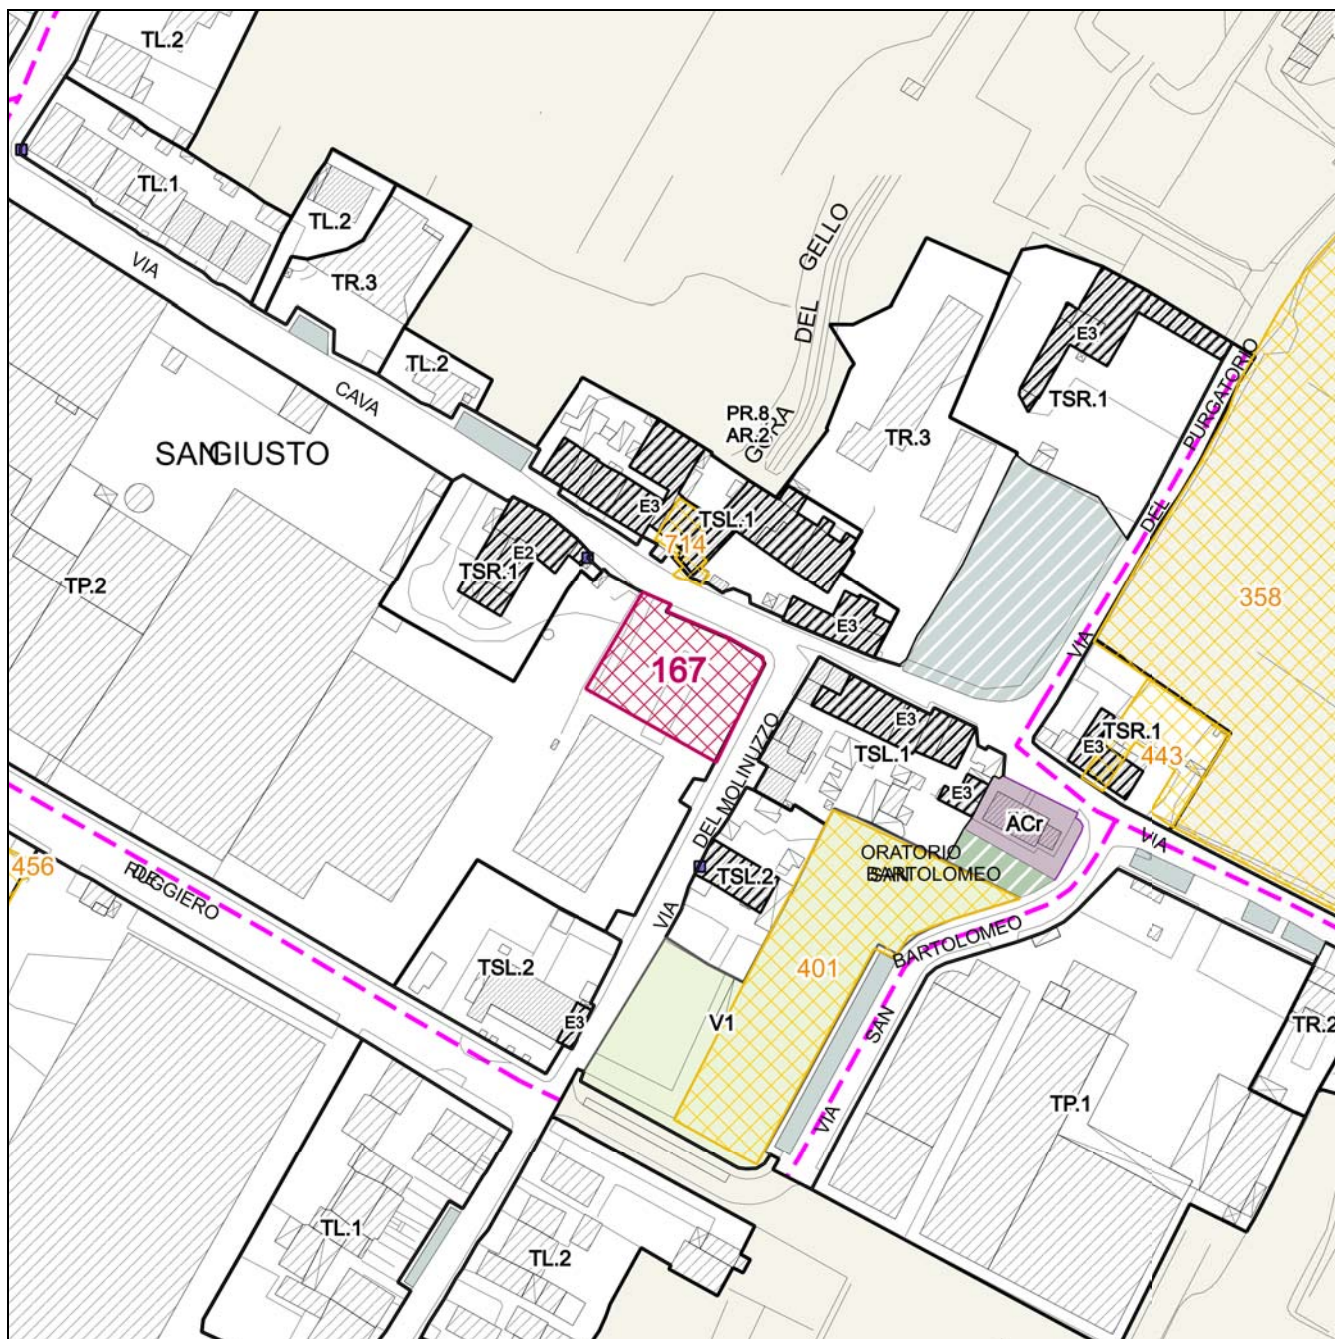 TL.2
TL.1
VIA
TL.2
TR.3
DEL GELLO
GORA
TL.2
CAVA
PR.8
AR.2
TR.3
E3
TSR.1
PURGATORIO
DEL
VIA
SAN GIUSTO
E3
TSL.1
714
E2
TSR.1
TP.2
358
E3
167
E3
TSL.1
TSR.1
E3
443
E3
ACr
VIA
DEL MOLINUZZO
VIA
ORATORIO
SAN
BARTOLOMEO
TSL.2
456
RUGGIERO
DE
BARTOLOMEO
SAN
VIA
401
TSL.2
V1
E3
TR.2
TP.1
TL.1
TL.2